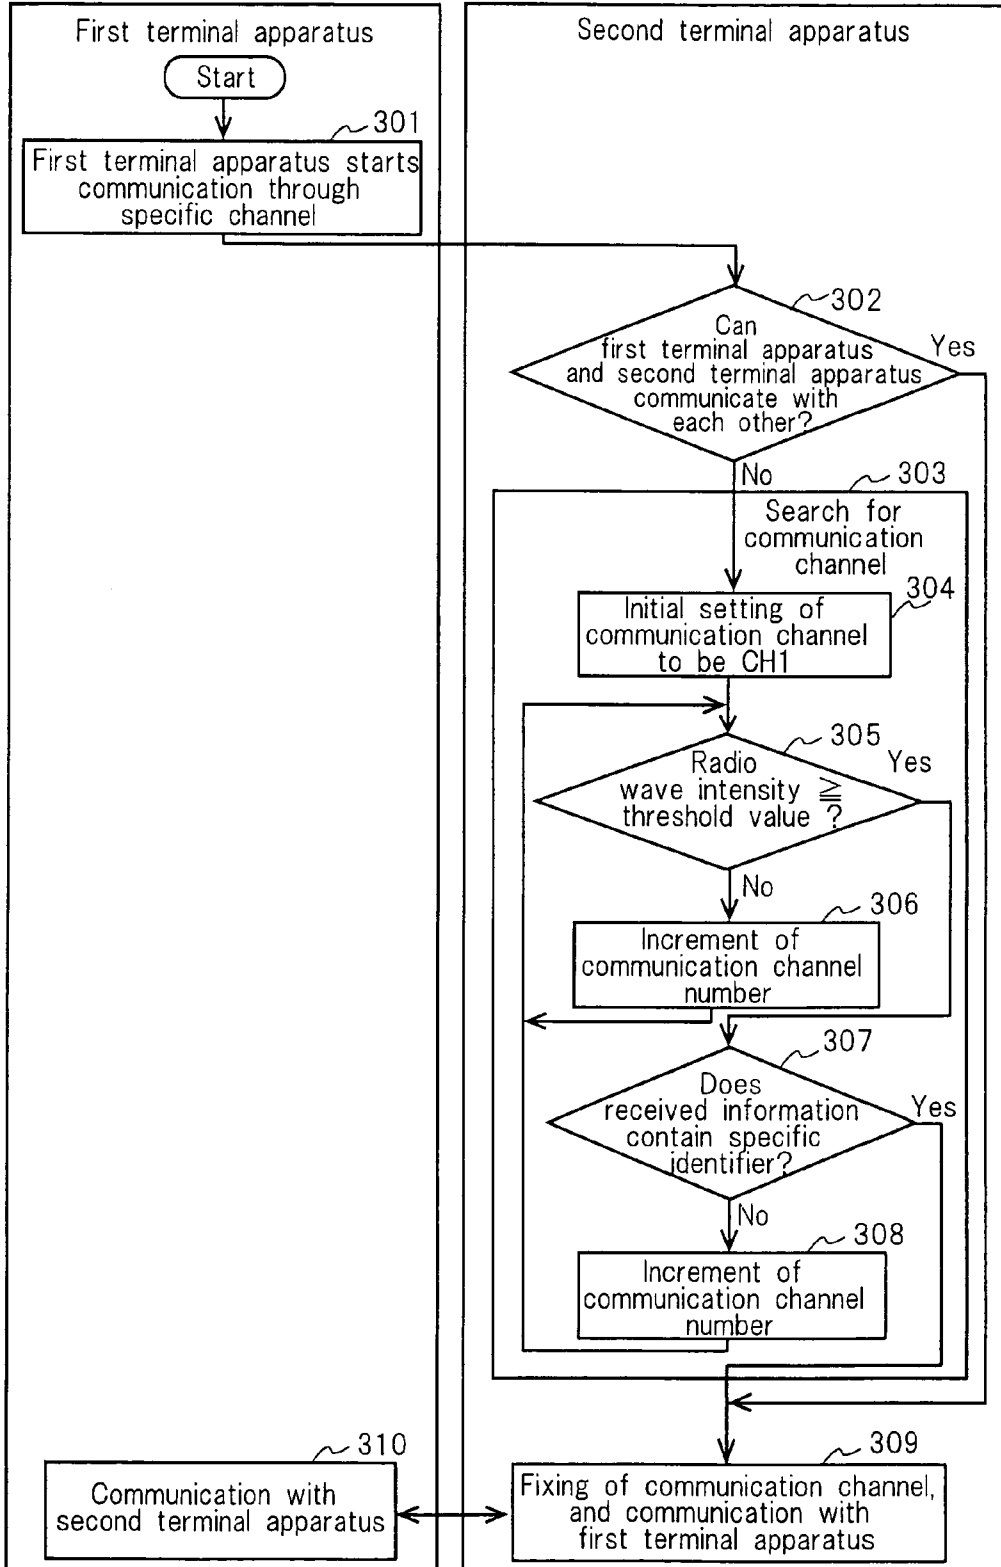 First terminal apparatus
Second terminal apparatus
Start
301
First terminal apparatus starts
communication through
specific channel
302
Can
first terminal apparatus
and second terminal apparatus
communicate with
each other?
Yes
No
303
Search for
communication
channel
304
Initial setting of
communication channel
to be CH1
305
Radio
wave intensity ≧
threshold value ?
Yes
No
306
Increment of
communication channel
number
307
Does
received information
contain specific
identifier?
Yes
No
308
Increment of
communication channel
number
310
Communication with
second terminal apparatus
309
Fixing of communication channel,
and communication with
first terminal apparatus